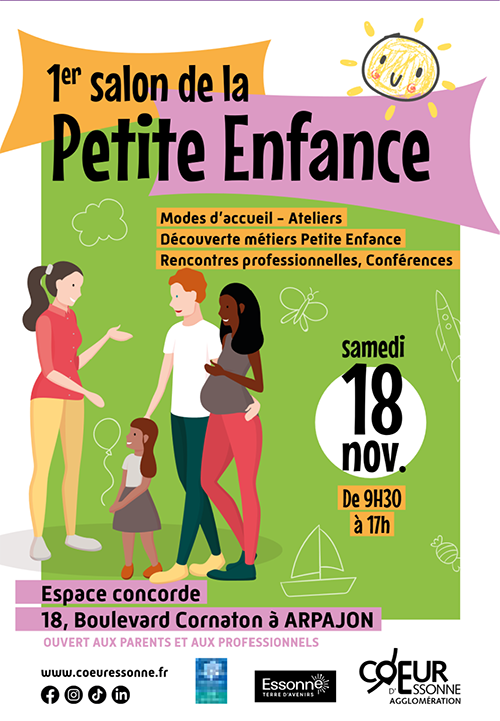 1er salon de la
Petite Enfance
Modes d'accueil – Ateliers
Découverte métiers Petite Enfance
Rencontres professionnelles, Conférences
samedi
18
nov.
De 9H30
à 17h
Espace concorde
18, Boulevard Cornaton à ARPAJON
OUVERT AUX PARENTS ET AUX PROFESSIONNELS
www.coeuressonne.fr
Essonne
TERRE D'AVENIRS
CŒUR
D'ESSONNE
AGGLOMÉRATION